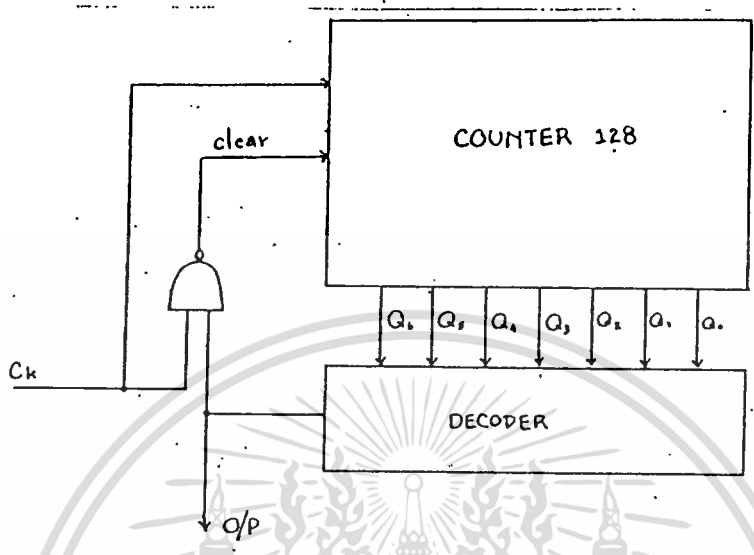 COUNTER 128
clear
Q₆ Q₅ Q₄ Q₃ Q₂ Q₁ Q₀
Ck
DECODER
O/P